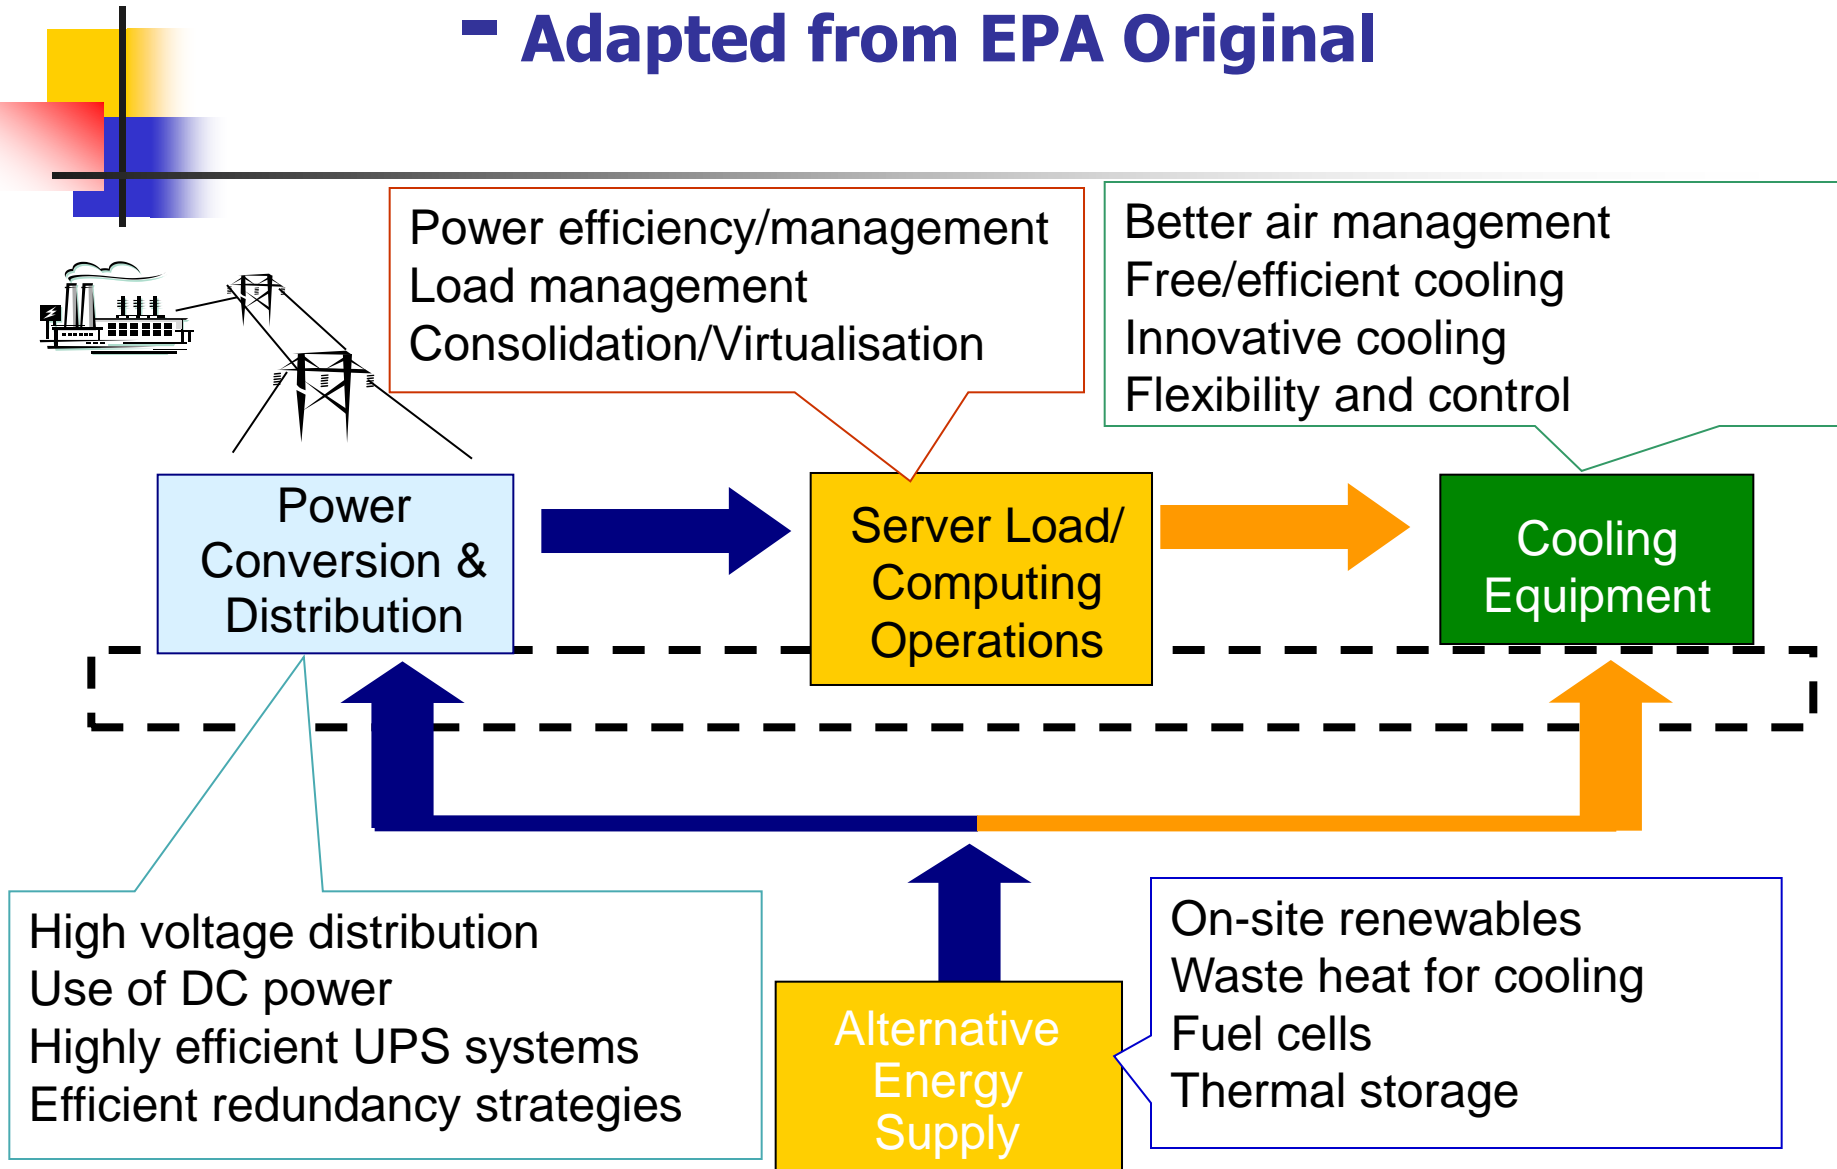 - Adapted from EPA Original
Power efficiency/management
Load management
Consolidation/Virtualisation
Better air management
Free/efficient cooling
Innovative cooling
Flexibility and control
Power
Conversion &
Distribution
Server Load/
Computing
Operations
Cooling
Equipment
High voltage distribution
Use of DC power
Highly efficient UPS systems
Efficient redundancy strategies
Alternative
Energy
Supply
On-site renewables
Waste heat for cooling
Fuel cells
Thermal storage